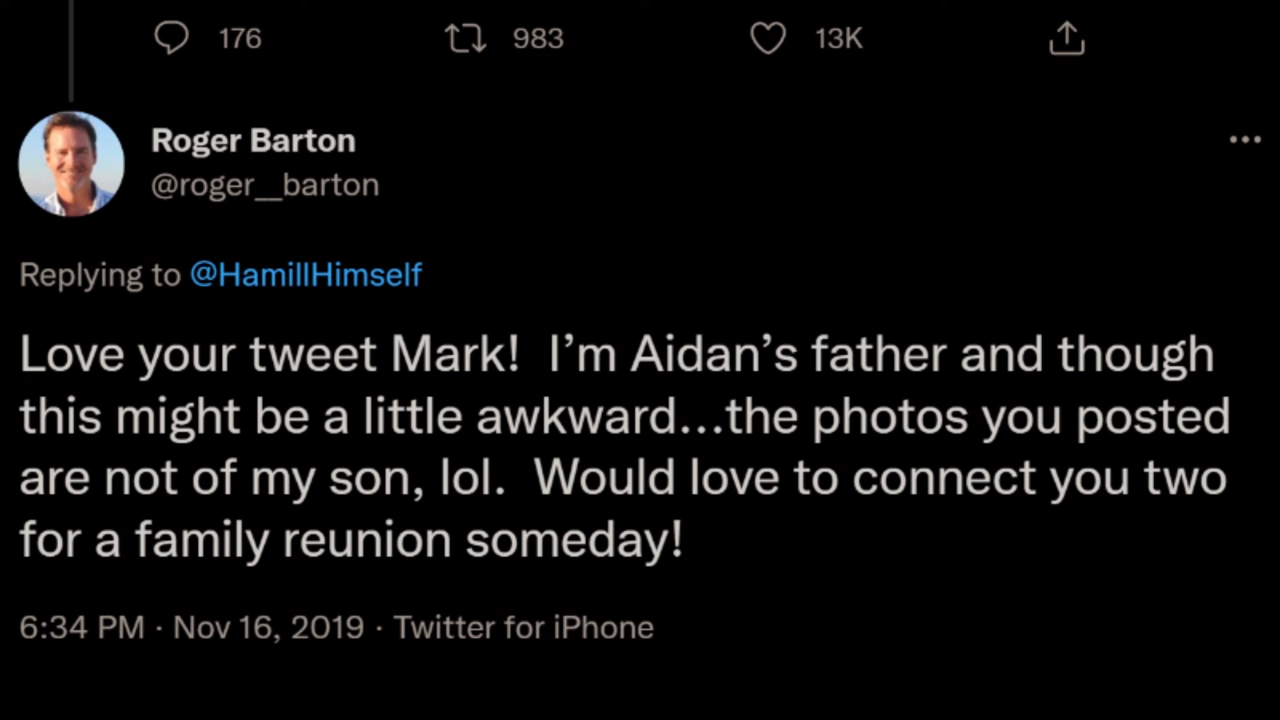 176 983 13K
Roger Barton
@roger__barton
Replying to @HamillHimself
Love your tweet Mark!  I’m Aidan’s father and though
this might be a little awkward...the photos you posted
are not of my son, lol.  Would love to connect you two
for a family reunion someday!
6:34 PM · Nov 16, 2019 · Twitter for iPhone